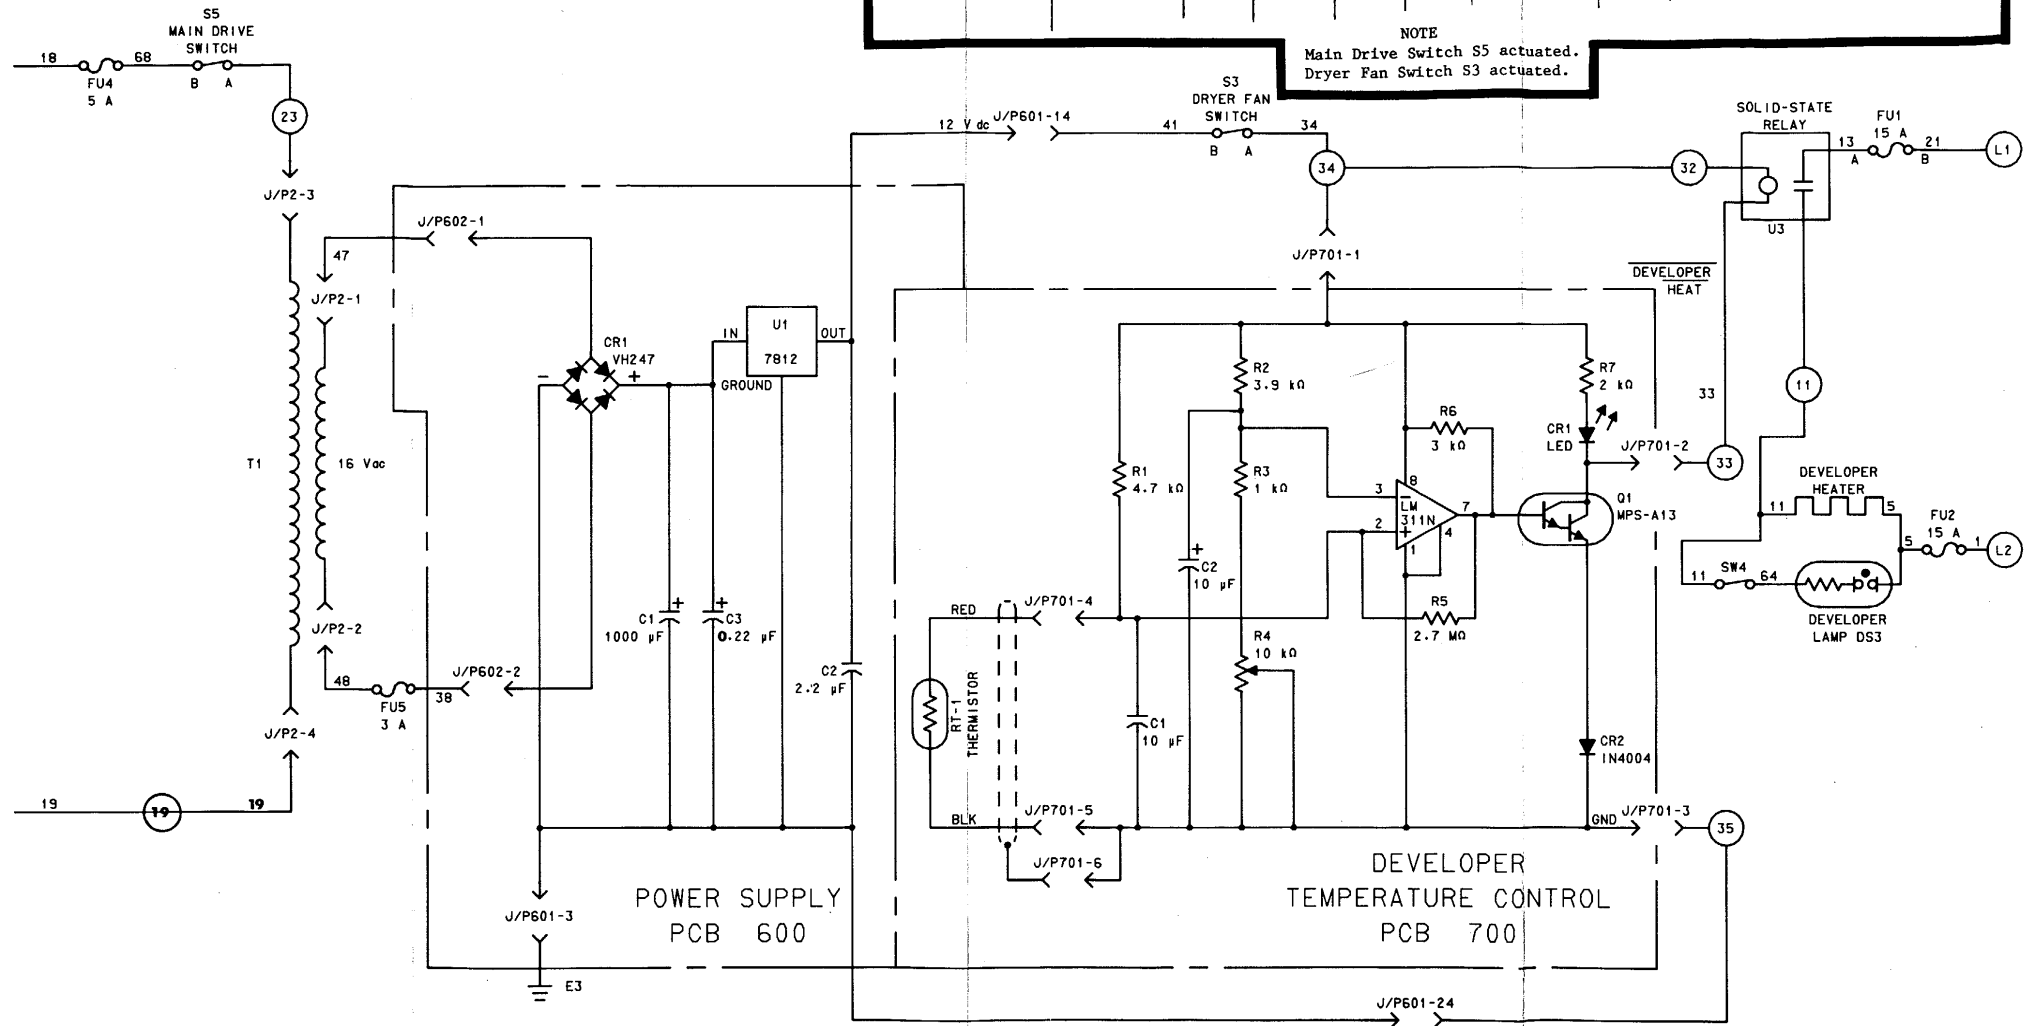 S5
MAIN DRIVE
SWITCH
18
68
FU4
5 A
B A
23
J/P2-3
NOTE
Main Drive Switch S5 actuated.
Dryer Fan Switch S3 actuated.
S3
DRYER FAN
SWITCH
12 V dc
J/P601-14
41
34
B A
34
32
SOLID-STATE
RELAY
13
A
FU1
15 A
21
B
L1
U3
J/P602-1
47
J/P2-1
J/P701-1
DEVELOPER
HEAT
CR1
VH247
IN
U1
7812
OUT
GROUND
- +
T1
16 Vac
R2
3.9 kΩ
R7
2 kΩ
11
33
R6
3 kΩ
CR1
LED
J/P701-2
33
R1
4.7 kΩ
R3
1 kΩ
3
8
-
LM
311N
7
2
+
4
1
Q1
MPS-A13
DEVELOPER
HEATER
11
5
FU2
15 A
5
1
L2
11
SW4
64
DEVELOPER
LAMP DS3
+
C2
10 µF
R5
2.7 MΩ
RED
J/P701-4
+
C1
1000 µF
+
C3
0.22 µF
J/P2-2
48
FU5
3 A
38
J/P602-2
C2
2.2 µF
R4
10 kΩ
RT-1
THERMISTOR
C1
10 µF
J/P2-4
CR2
IN4004
19
19
19
BLK
J/P701-5
GND
J/P701-3
35
J/P701-6
J/P601-3
E3
POWER SUPPLY
PCB 600
DEVELOPER
TEMPERATURE CONTROL
PCB 700
J/P601-24